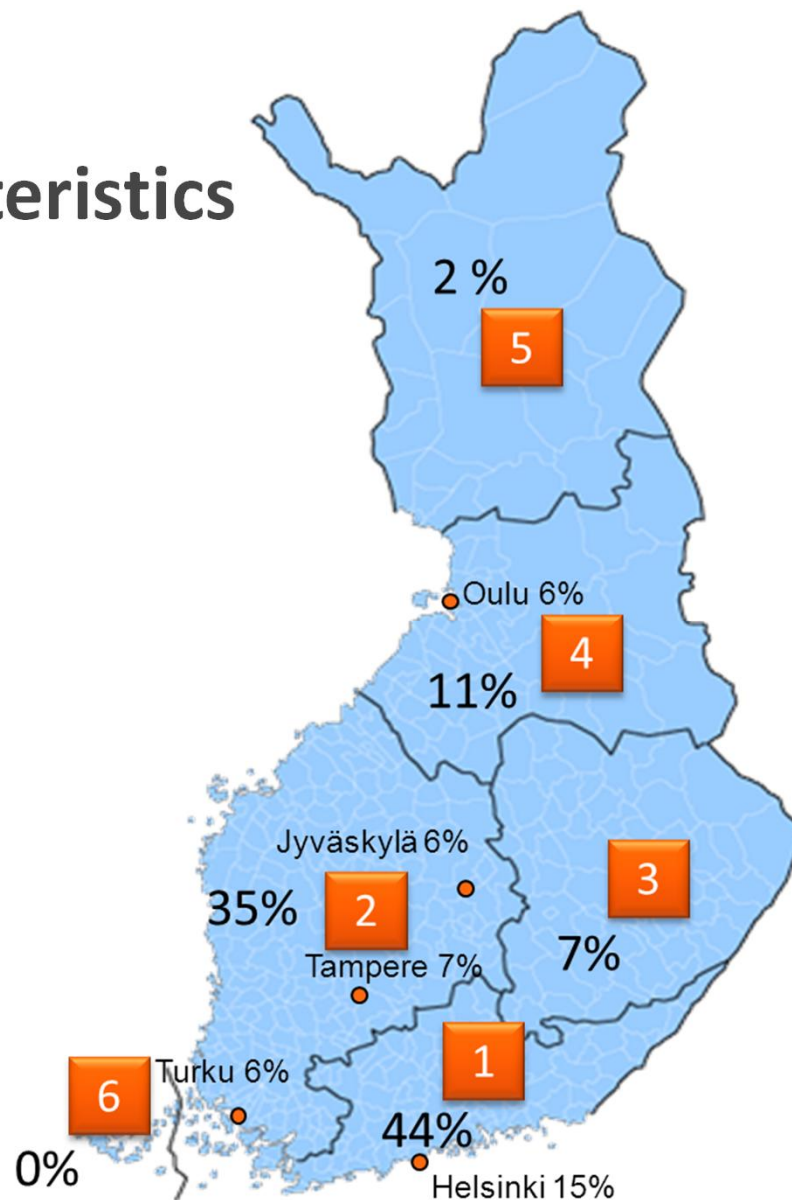 teristics
2 %
5
Oulu 6%
4
11%
Jyväskylä 6%
3
35%
2
7%
Tampere 7%
1
Turku 6%
6
44%
0%
Helsinki 15%